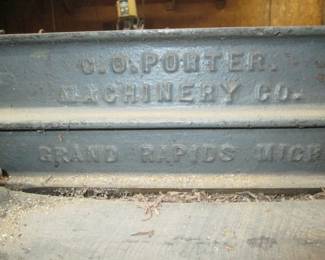 C.O. PORTER.
MACHINERY CO.
GRAND RAPIDS MICH